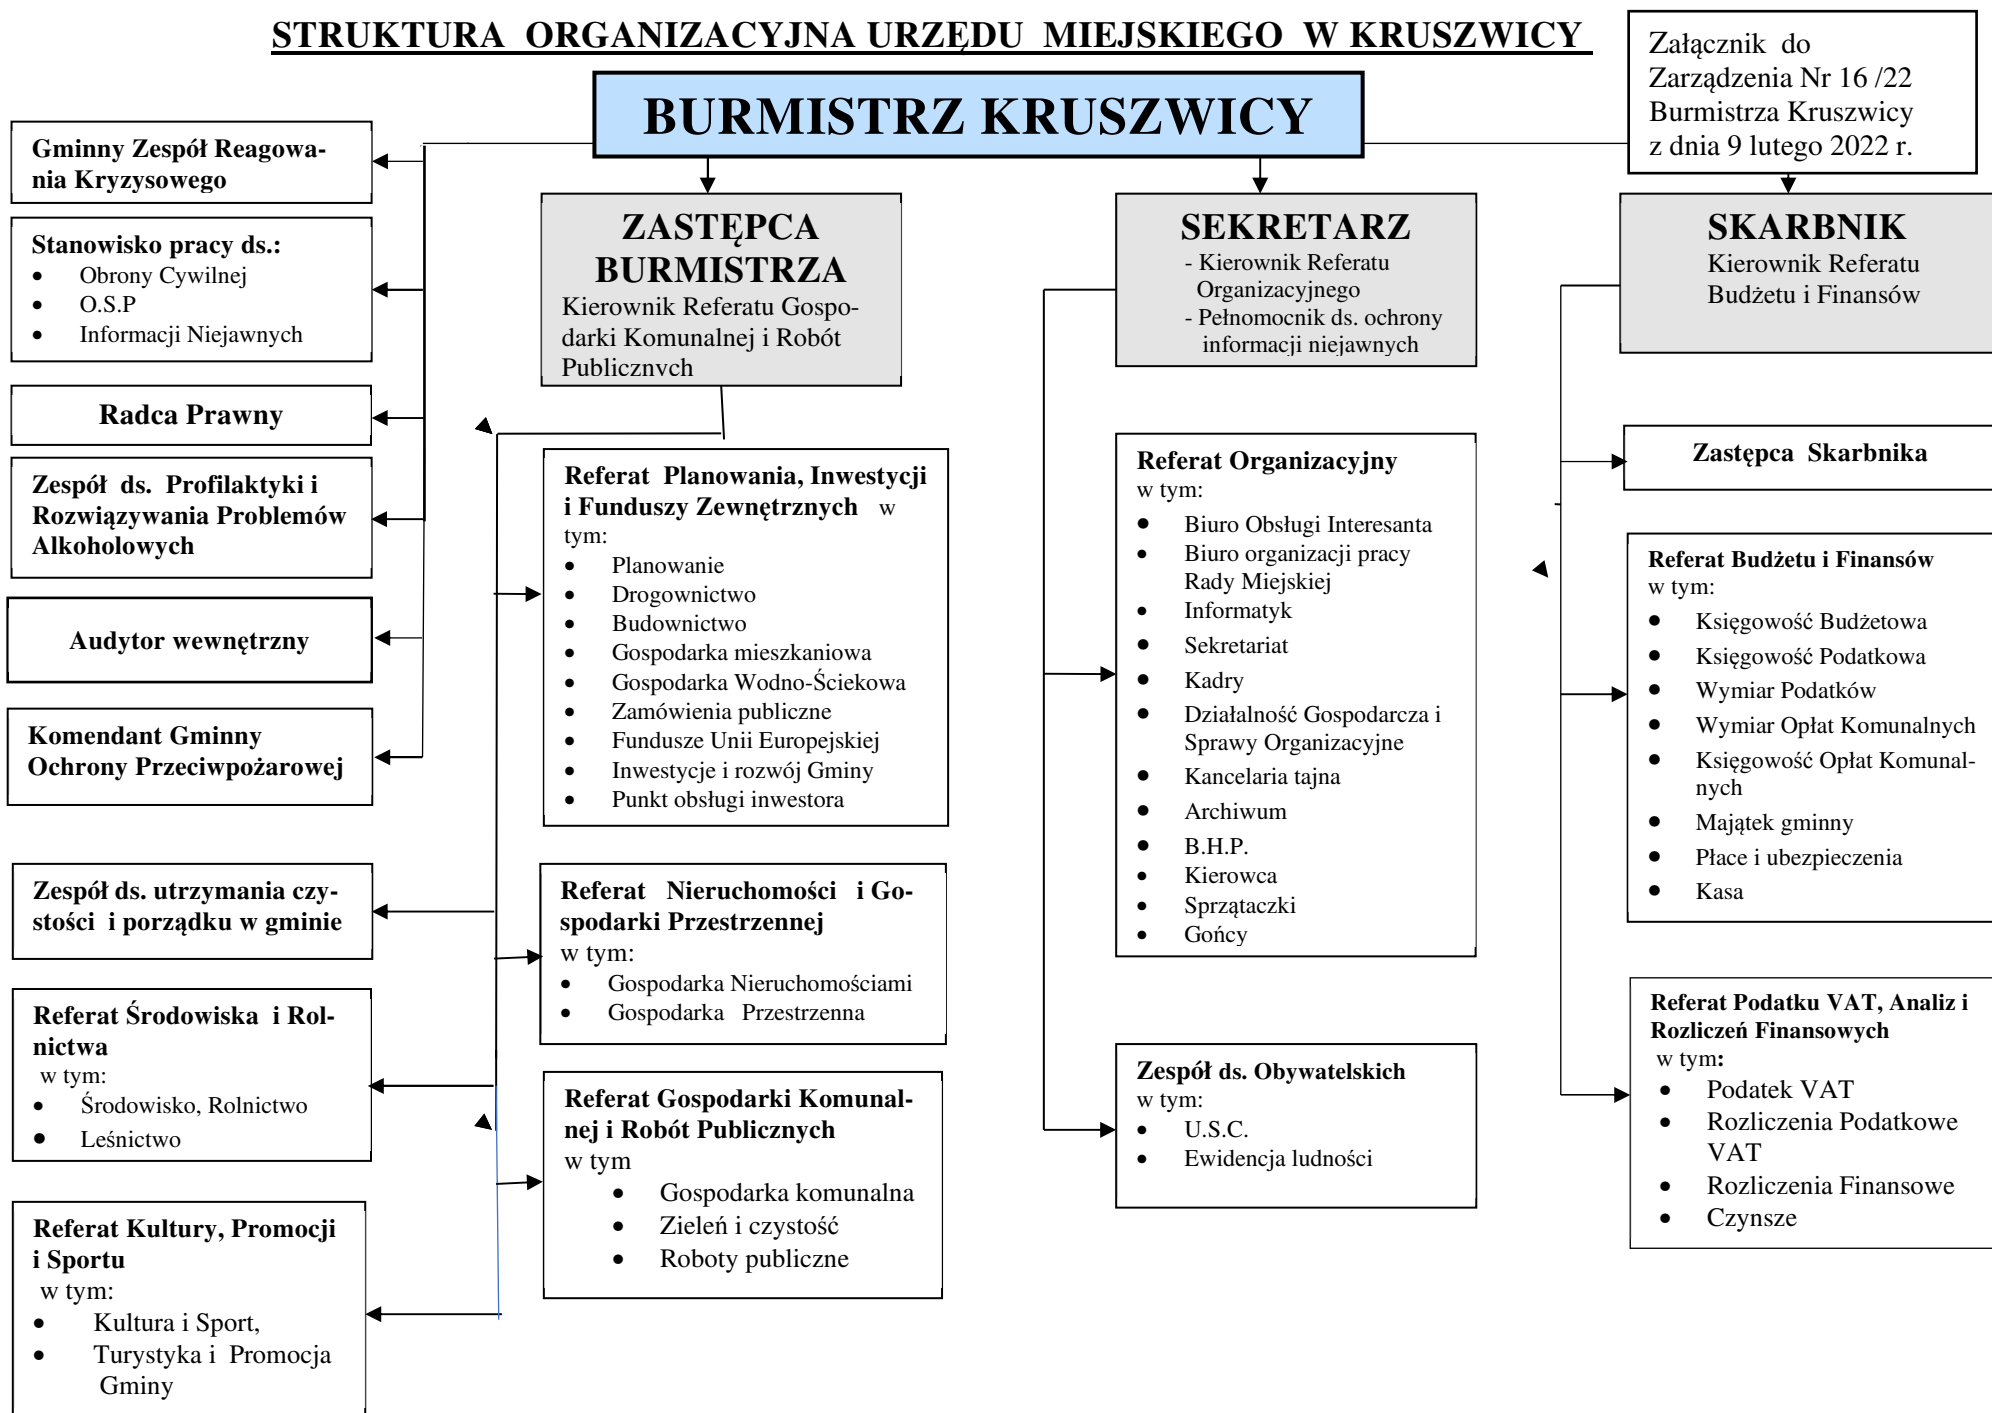 STRUKTURA ORGANIZACYJNA URZĘDU MIEJSKIEGO W KRUSZWICY
Załącznik do
Zarządzenia Nr 16 /22
Burmistrza Kruszwicy
z dnia 9 lutego 2022 r.
BURMISTRZ KRUSZWICY
Gminny Zespół Reagowa-
nia Kryzysowego
Stanowisko pracy ds.:
• Obrony Cywilnej
• O.S.P
• Informacji Niejawnych
Radca Prawny
Zespół ds. Profilaktyki i
Rozwiązywania Problemów
Alkoholowych
Audytor wewnętrzny
Komendant Gminny
Ochrony Przeciwpożarowej
Zespół ds. utrzymania czy-
stości i porządku w gminie
Referat Środowiska i Rol-
nictwa
w tym:
• Środowisko, Rolnictwo
• Leśnictwo
Referat Kultury, Promocji
i Sportu
w tym:
• Kultura i Sport,
• Turystyka i Promocja
Gminy
ZASTĘPCA
BURMISTRZA
Kierownik Referatu Gospo-
darki Komunalnej i Robót
Publicznych
Referat Planowania, Inwestycji
i Funduszy Zewnętrznych w
tym:
• Planowanie
• Drogownictwo
• Budownictwo
• Gospodarka mieszkaniowa
• Gospodarka Wodno-Ściekowa
• Zamówienia publiczne
• Fundusze Unii Europejskiej
• Inwestycje i rozwój Gminy
• Punkt obsługi inwestora
Referat Nieruchomości i Go-
spodarki Przestrzennej
w tym:
• Gospodarka Nieruchomościami
• Gospodarka Przestrzenna
Referat Gospodarki Komunal-
nej i Robót Publicznych
w tym
• Gospodarka komunalna
• Zieleń i czystość
• Roboty publiczne
SEKRETARZ
- Kierownik Referatu
Organizacyjnego
- Pełnomocnik ds. ochrony
informacji niejawnych
Referat Organizacyjny
w tym:
• Biuro Obsługi Interesanta
• Biuro organizacji pracy
Rady Miejskiej
• Informatyk
• Sekretariat
• Kadry
• Działalność Gospodarcza i
Sprawy Organizacyjne
• Kancelaria tajna
• Archiwum
• B.H.P.
• Kierowca
• Sprzątaczki
• Gońcy
Zespół ds. Obywatelskich
w tym:
• U.S.C.
• Ewidencja ludności
SKARBNIK
Kierownik Referatu
Budżetu i Finansów
Zastępca Skarbnika
Referat Budżetu i Finansów
w tym:
• Księgowość Budżetowa
• Księgowość Podatkowa
• Wymiar Podatków
• Wymiar Opłat Komunalnych
• Księgowość Opłat Komunal-
nych
• Majątek gminny
• Płace i ubezpieczenia
• Kasa
Referat Podatku VAT, Analiz i
Rozliczeń Finansowych
w tym:
• Podatek VAT
• Rozliczenia Podatkowe
VAT
• Rozliczenia Finansowe
• Czynsze